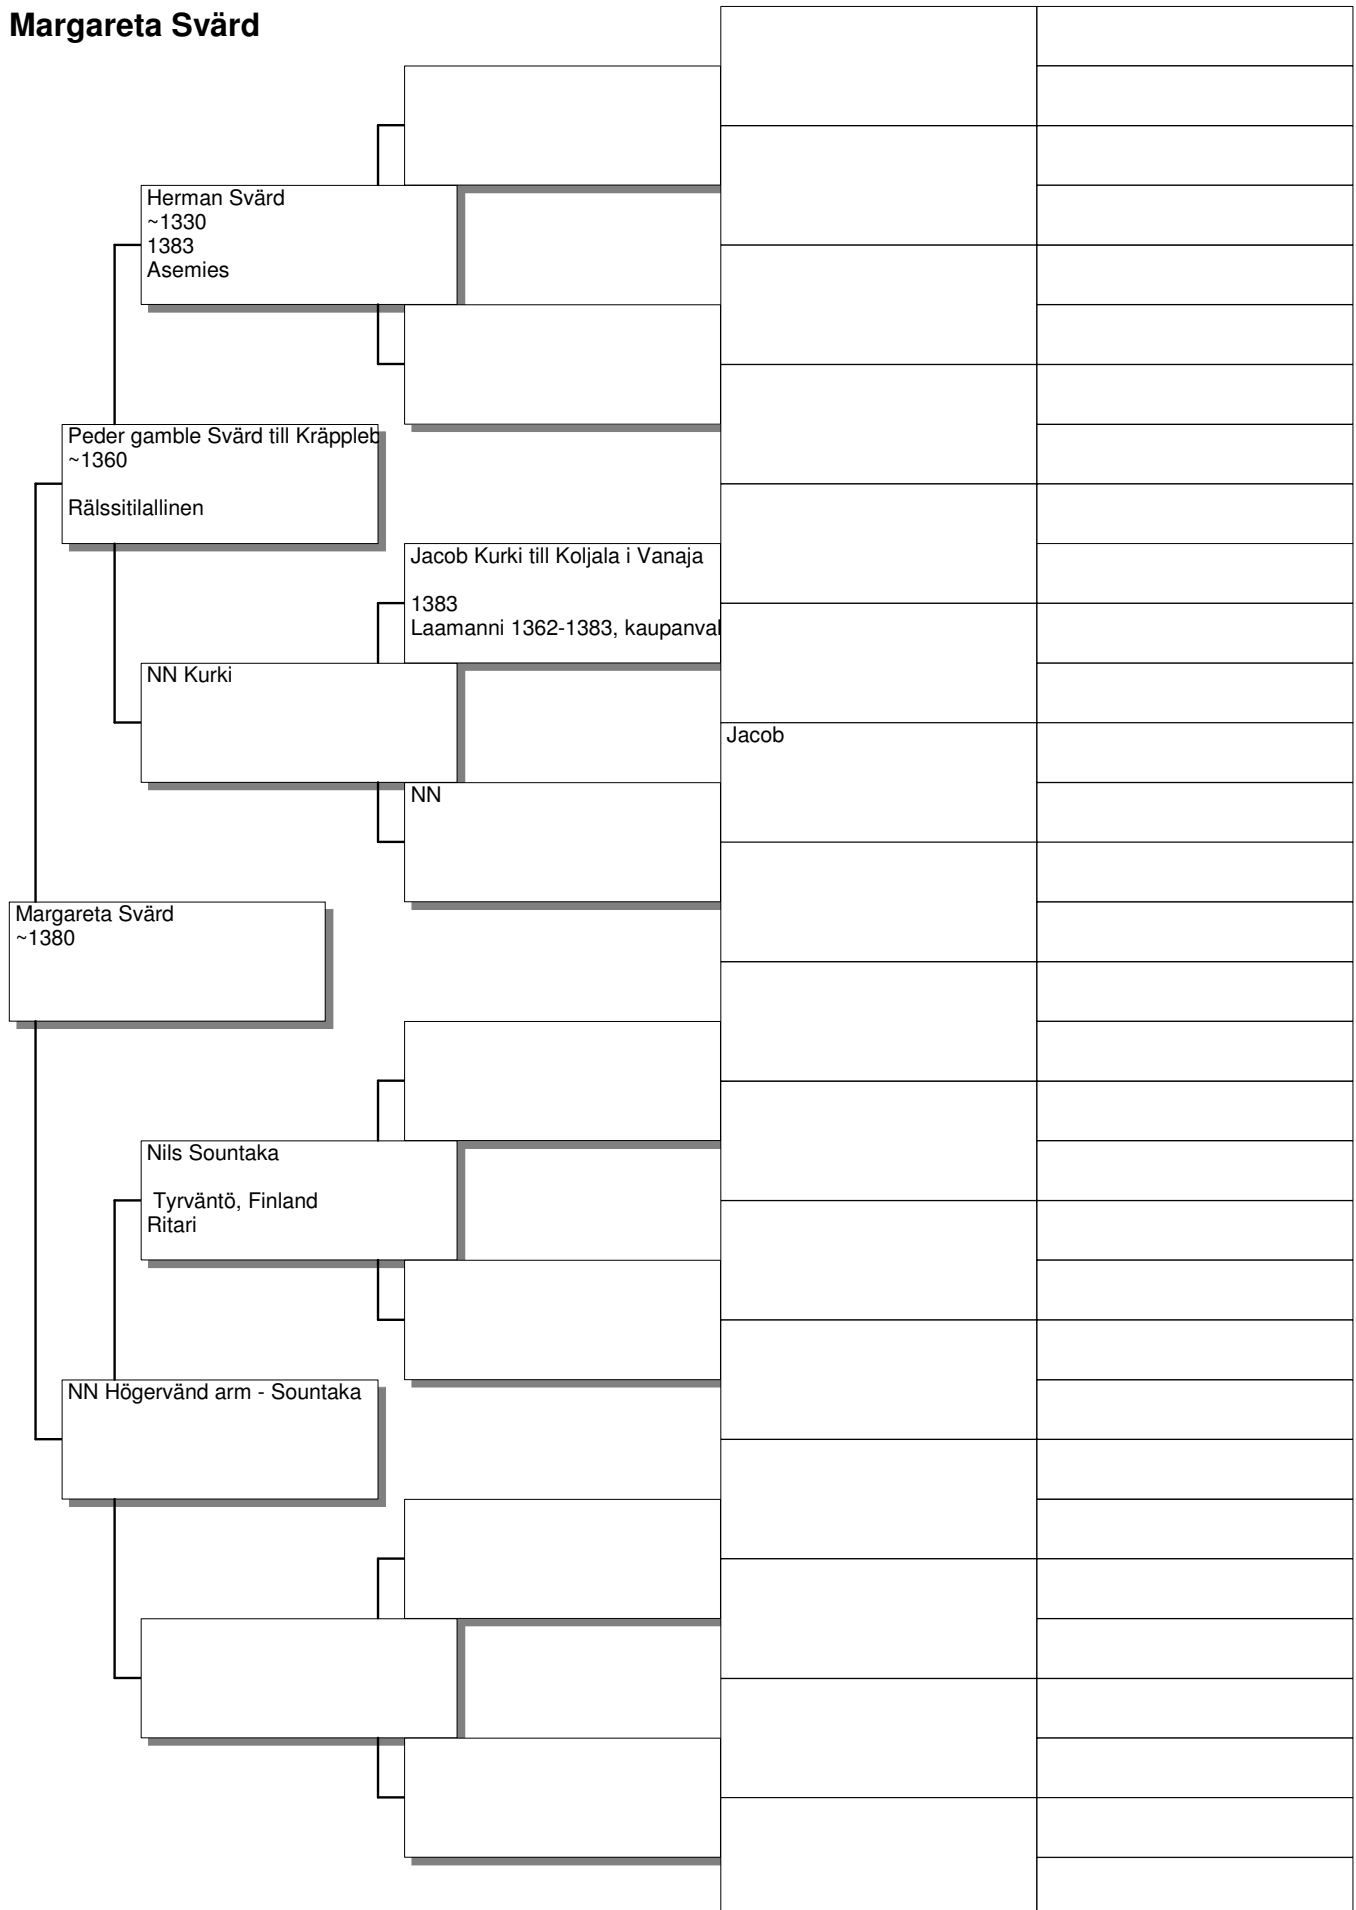 Margareta Svärd
Herman Svärd
~1330
1383
Asemies
Peder gamble Svärd till Kräppleb
~1360
Rälssitilallinen
Jacob Kurki till Koljala i Vanaja
1383
Laamanni 1362-1383, kaupanval
NN Kurki
Jacob
NN
Margareta Svärd
~1380
Nils Sountaka
Tyrväntö, Finland
Ritari
NN Högervänd arm - Sountaka